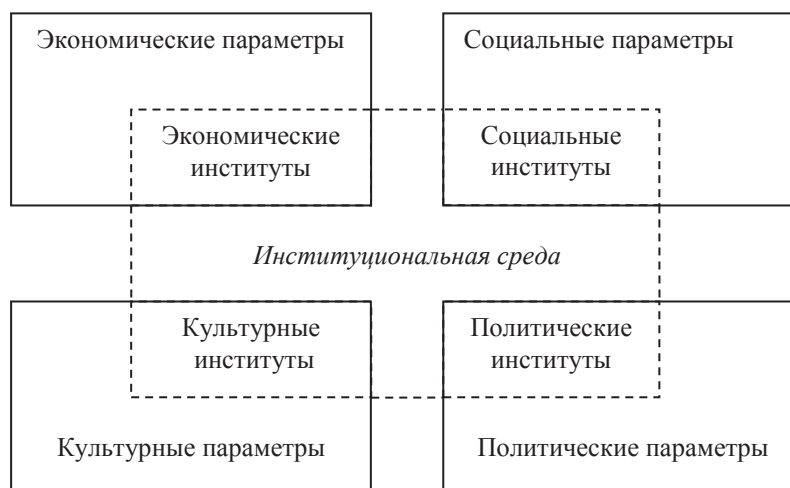 Экономические параметры
Социальные параметры
Экономические
институты
Социальные
институты
Институциональная среда
Культурные
институты
Политические
институты
Культурные параметры
Политические параметры